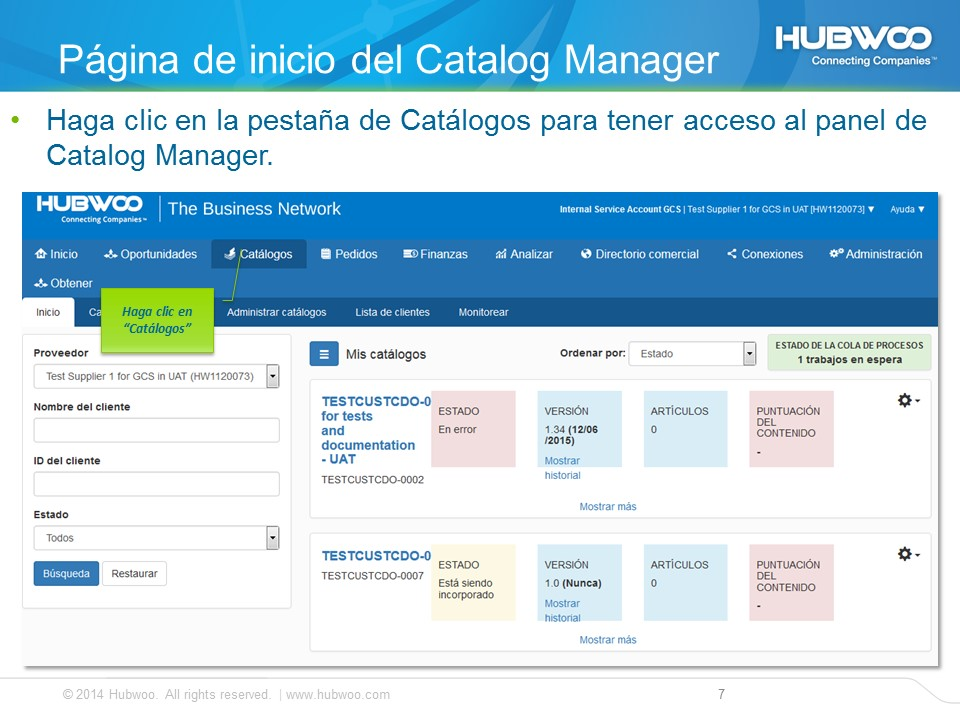 Página de inicio del Catalog Manager
HUBWOO
Connecting Companies™
• Haga clic en la pestaña de Catálogos para tener acceso al panel de
Catalog Manager.
HUBWOO
Connecting Companies™
The Business Network
Internal Service Account GCS | Test Supplier 1 for GCS in UAT [HW1120073] ▼ Ayuda ▼
Inicio Oportunidades Catálogos Pedidos Finanzas Analizar Directorio comercial Conexiones Administración
Obtener
Haga clic en
“Catálogos”
Inicio Ca Administrar catálogos Lista de clientes Monitorear
Proveedor
Test Supplier 1 for GCS in UAT (HW1120073)
Nombre del cliente
ID del cliente
Estado
Todos
Búsqueda Restaurar
Mis catálogos
Ordenar por: Estado
ESTADO DE LA COLA DE PROCESOS
1 trabajos en espera
TESTCUSTCDO-0
for tests
and
documentation
- UAT
TESTCUSTCDO-0002
ESTADO
En error
VERSIÓN
1.34 (12/06
/2015)
Mostrar
historial
ARTÍCULOS
0
PUNTUACIÓN
DEL
CONTENIDO
-
Mostrar más
TESTCUSTCDO-0
TESTCUSTCDO-0007
ESTADO
Está siendo
incorporado
VERSIÓN
1.0 (Nunca)
Mostrar
historial
ARTÍCULOS
0
PUNTUACIÓN
DEL
CONTENIDO
-
Mostrar más
© 2014 Hubwoo. All rights reserved. | www.hubwoo.com
7